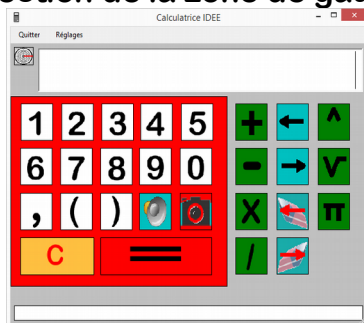 Calculatrice IDEE
Quitter Réglages
1 2 3 4 5 + ^
6 7 8 9 0 - √
, ( ) X π
C = /